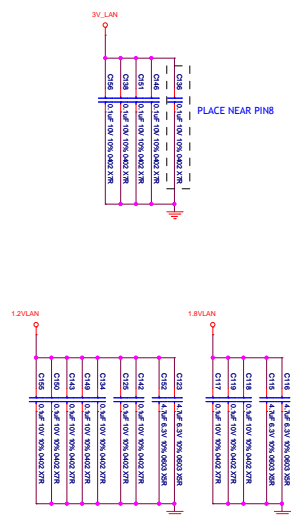 3V_LAN
C156
C138
C151
C146
C136
0.1uF 10V 10% 0402 X7R
0.1uF 10V 10% 0402 X7R
0.1uF 10V 10% 0402 X7R
0.1uF 10V 10% 0402 X7R
0.1uF 10V 10% 0402 X7R
PLACE NEAR PIN8
1.2VLAN
1.8VLAN
C155
C150
C143
C149
C134
C125
C142
C152
C123
C117
C119
C118
C115
C116
0.1uF 10V 10% 0402 X7R
0.1uF 10V 10% 0402 X7R
0.1uF 10V 10% 0402 X7R
0.1uF 10V 10% 0402 X7R
0.1uF 10V 10% 0402 X7R
0.1uF 10V 10% 0402 X7R
0.1uF 10V 10% 0402 X7R
4.7uF 6.3V 10% 0603 X5R
4.7uF 6.3V 10% 0603 X5R
0.1uF 10V 10% 0402 X7R
0.1uF 10V 10% 0402 X7R
0.1uF 10V 10% 0402 X7R
4.7uF 6.3V 10% 0603 X5R
4.7uF 6.3V 10% 0603 X5R